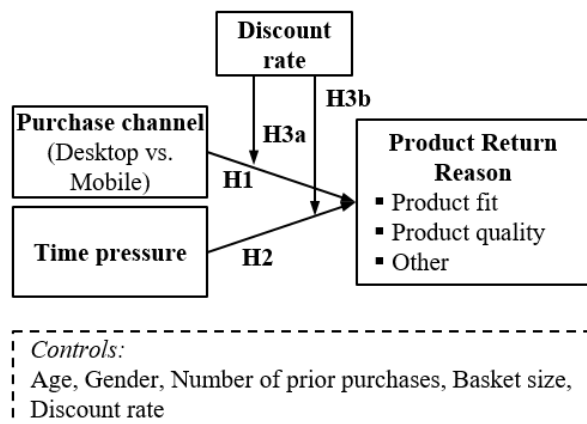 Discount
rate
H3b
H3a
Purchase channel
(Desktop vs.
Mobile)
H1
Product Return
Reason
▪ Product fit
▪ Product quality
▪ Other
Time pressure
H2
Controls:
Age, Gender, Number of prior purchases, Basket size,
Discount rate